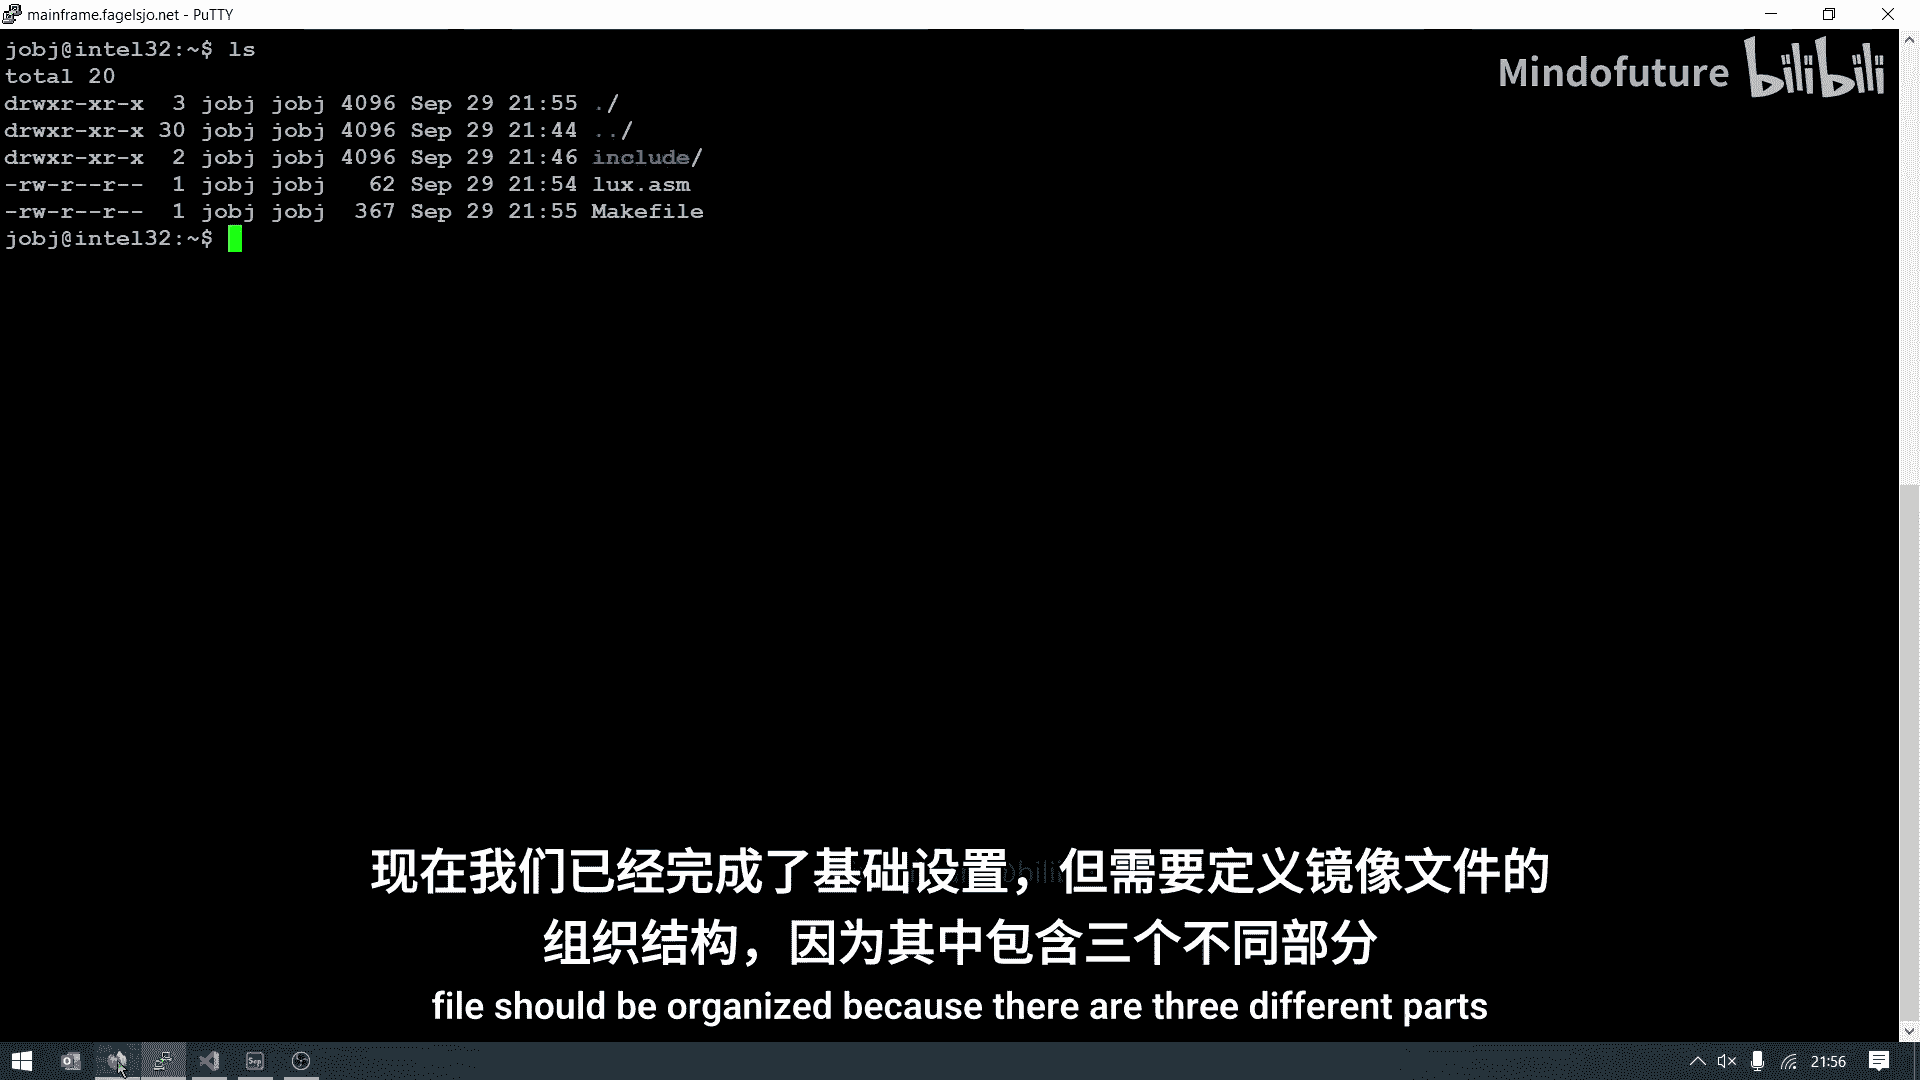 mainframe.fagelsjo.net - PuTTY
jobj@intel32:~$ ls
total 20
drwxr-xr-x  3 jobj jobj 4096 Sep 29 21:55 ./
drwxr-xr-x 30 jobj jobj 4096 Sep 29 21:44 ../
drwxr-xr-x  2 jobj jobj 4096 Sep 29 21:46 include/
-rw-r--r--  1 jobj jobj   62 Sep 29 21:54 lux.asm
-rw-r--r--  1 jobj jobj  367 Sep 29 21:55 Makefile
jobj@intel32:~$
Mindofuture bilibili
现在我们已经完成了基础设置，但需要定义镜像文件的
组织结构，因为其中包含三个不同部分
file should be organized because there are three different parts
21:56